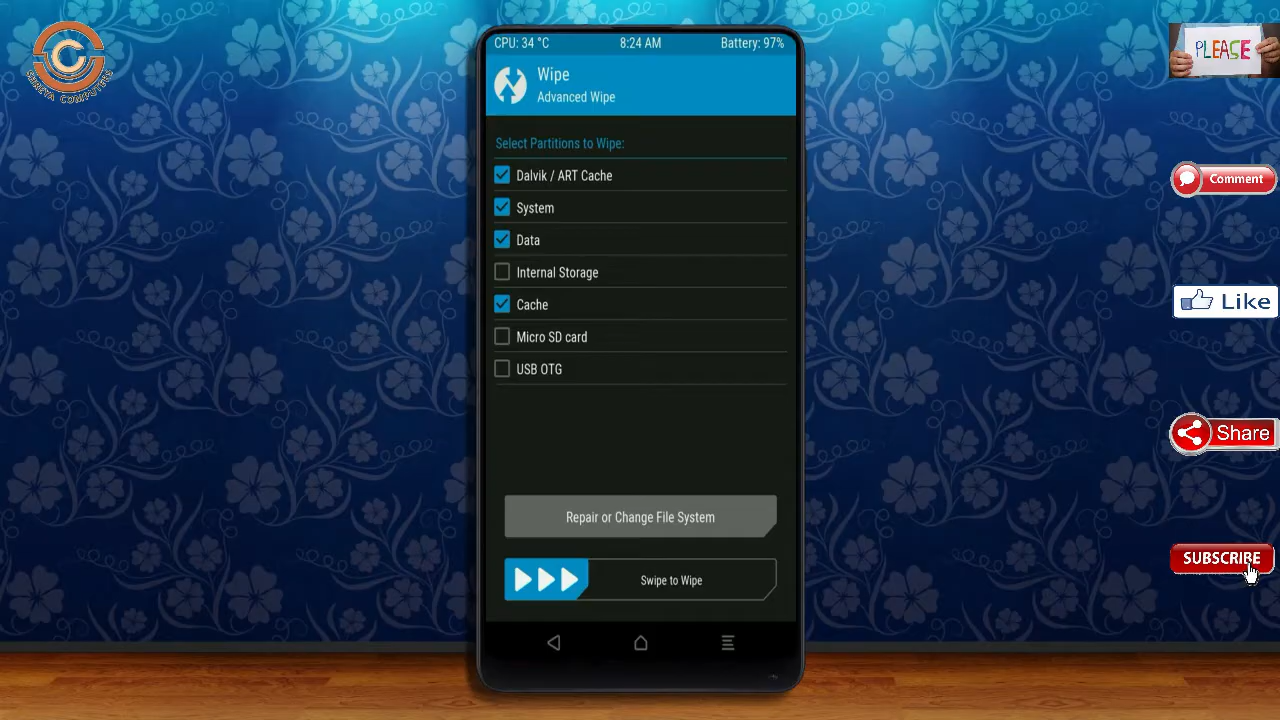 CPU: 34 °C
8:24 AM
Battery: 97%
Wipe
Advanced Wipe
Select Partitions to Wipe:
Dalvik / ART Cache
System
Data
Internal Storage
Cache
Micro SD card
USB OTG
Repair or Change File System
Swipe to Wipe
PLEASE
Comment
Like
Share
SUBSCRIBE